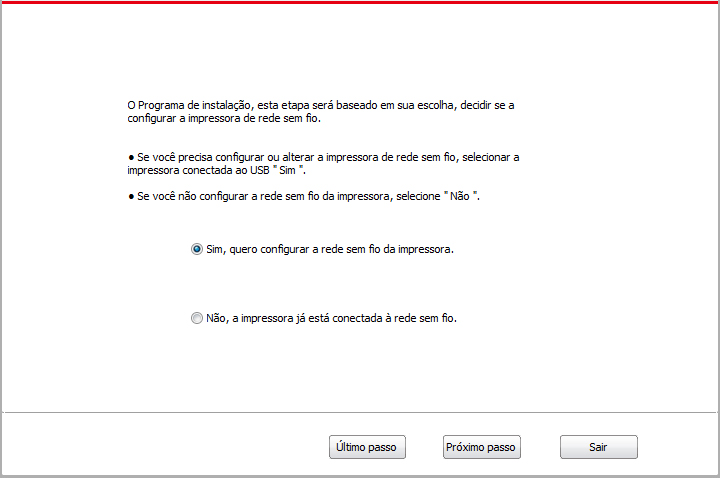 O Programa de instalação, esta etapa será baseado em sua escolha, decidir se a
configurar a impressora de rede sem fio.
● Se você precisa configurar ou alterar a impressora de rede sem fio, selecionar a
impressora conectada ao USB " Sim ".
● Se você não configurar a rede sem fio da impressora, selecione " Não ".
Sim, quero configurar a rede sem fio da impressora.
Não, a impressora já está conectada à rede sem fio.
Último passo
Próximo passo
Sair